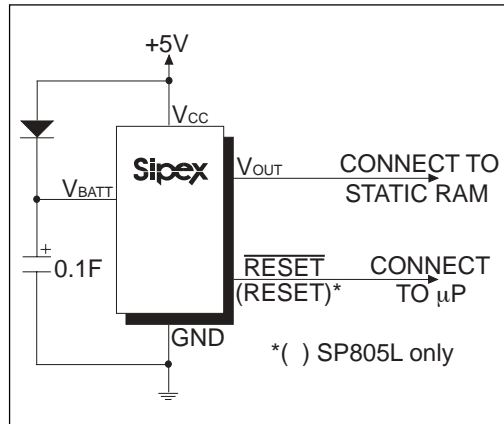 +5V
VCC
Sipex
VBATT
VOUT
CONNECT TO
STATIC RAM
+
0.1F
RESET
(RESET)*
CONNECT
TO µP
GND
*( ) SP805L only